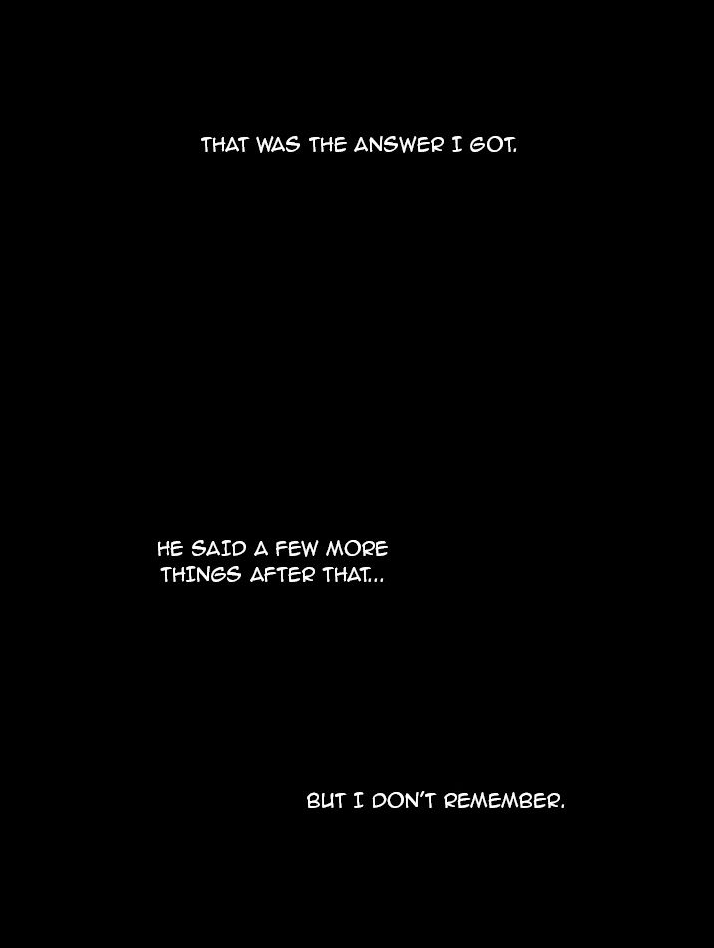 THAT WAS THE ANSWER I GOT.
HE SAID A FEW MORE
THINGS AFTER THAT...
BUT I DON'T REMEMBER.